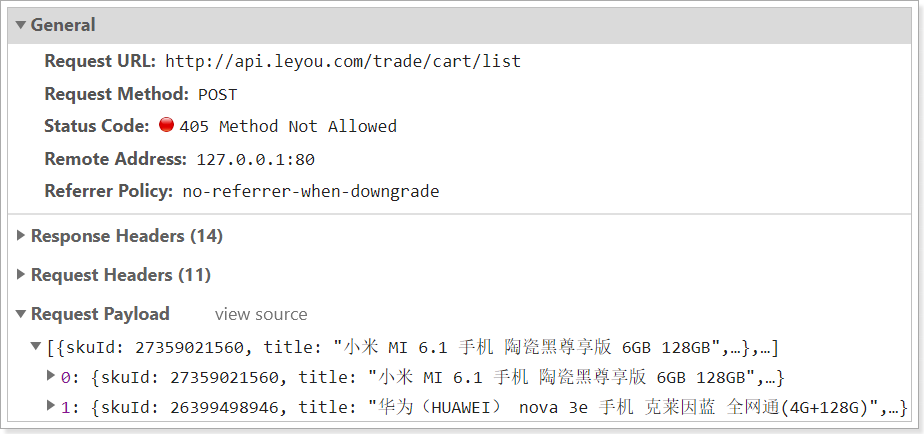 General
Request URL: http://api.leyou.com/trade/cart/list
Request Method: POST
Status Code: 405 Method Not Allowed
Remote Address: 127.0.0.1:80
Referrer Policy: no-referrer-when-downgrade
Response Headers (14)
Request Headers (11)
Request Payload view source
[{skuId: 27359021560, title: "小米 MI 6.1 手机 陶瓷黑尊享版 6GB 128GB",…},…]
0: {skuId: 27359021560, title: "小米 MI 6.1 手机 陶瓷黑尊享版 6GB 128GB",…}
1: {skuId: 26399498946, title: "华为（HUAWEI） nova 3e 手机 克莱因蓝 全网通(4G+128G)",…}